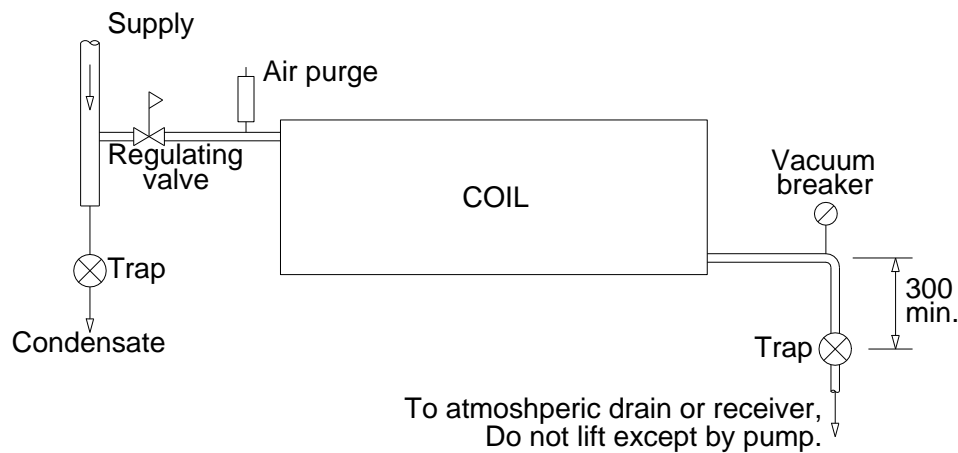 Supply
Air purge
Regulating
valve
COIL
Vacuum
breaker
Trap
300
min.
Condensate
Trap
To atmoshperic drain or receiver,
Do not lift except by pump.